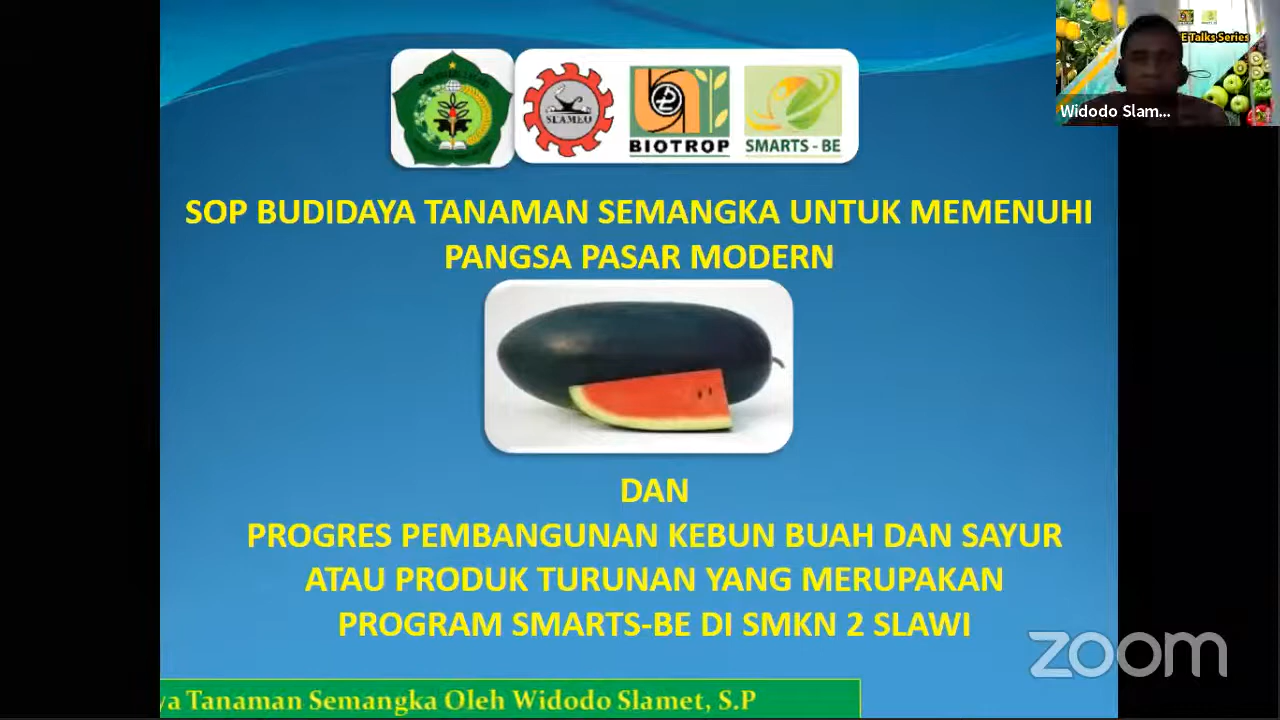 E Talks Series
Widodo Slam...
SLAMEO
BIOTROP
SMARTS - BE
SOP BUDIDAYA TANAMAN SEMANGKA UNTUK MEMENUHI
PANGSA PASAR MODERN
DAN
PROGRES PEMBANGUNAN KEBUN BUAH DAN SAYUR
ATAU PRODUK TURUNAN YANG MERUPAKAN
PROGRAM SMARTS-BE DI SMKN 2 SLAWI
zoom
ya Tanaman Semangka Oleh Widodo Slamet, S.P